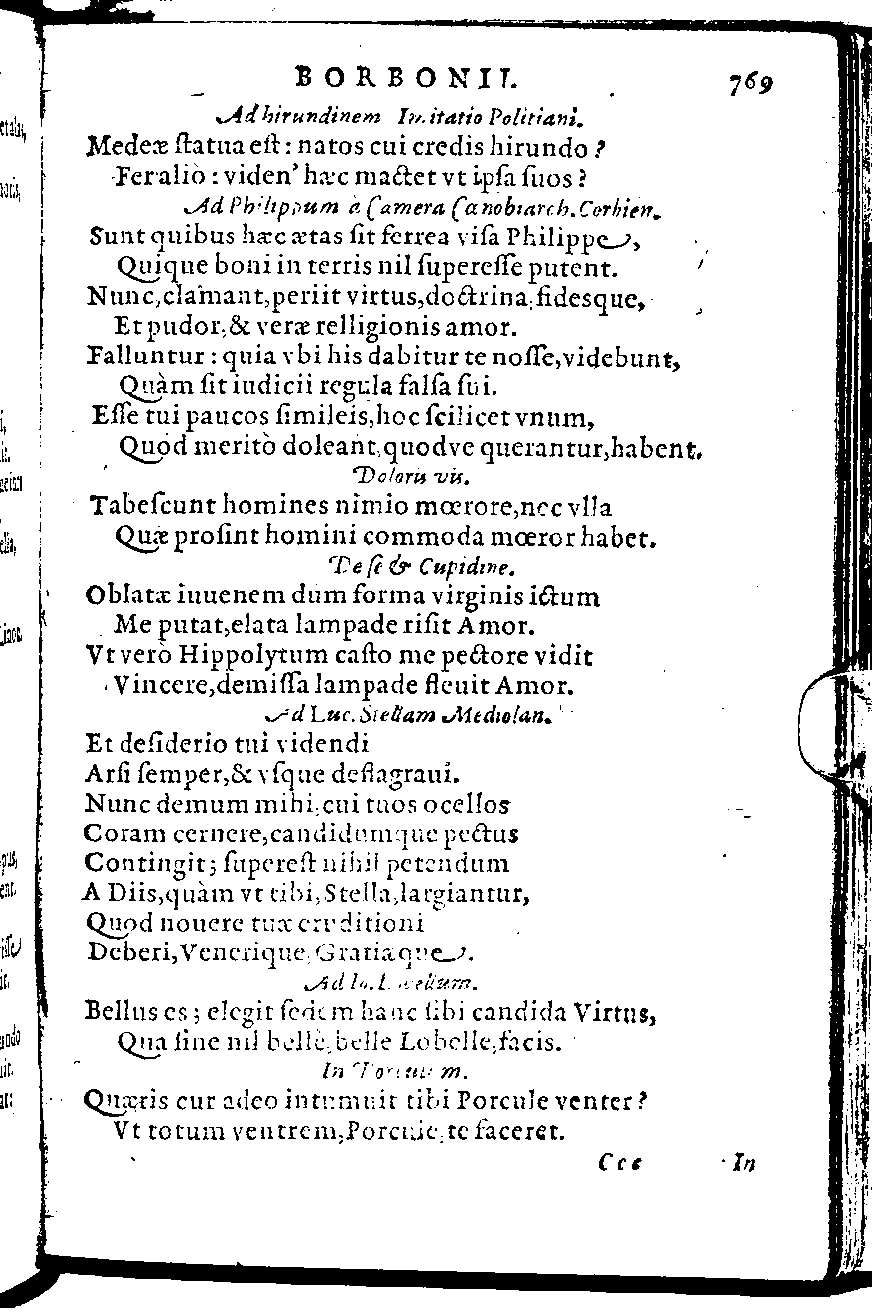 BORBONII. 769
Ad hirundinem Imitatio Politiani.
Medeæ ſtatua eſt: natos cui credis hirundo?
Fer aliò: viden' hæc mactet vt ipſa ſuos?
Ad Philippum à Camera Cœnobiarch. Corbien.
Sunt quibus hæc ætas ſit ferrea viſa Philippe,
Quique boni in terris nil ſupereſſe putent.
Nunc, clamant, periit virtus, doctrina, fidesque,
Et pudor, & veræ relligionis amor.
Falluntur: quia vbi his dabitur te noſſe, videbunt,
Quàm ſit iudicii regula falſa ſui.
Eſſe tui paucos ſimileis, hoc ſcilicet vnum,
Quòd meritò doleant, quodve querantur, habent.
Doloris vis.
Tabeſcunt homines nimio mœrore, nec vlla
Quæ proſint homini commoda mœror habet.
De ſe & Cupidine.
Oblatæ iuuenem dum forma virginis ictum
Me putat, elata lampade riſit Amor.
Vt verò Hippolytum caſto me pectore vidit
Vincere, demiſſa lampade fleuit Amor.
Ad Luc. Stellam Mediolan.
Et deſiderio tui videndi
Arſi ſemper, & vſque deflagraui.
Nunc demum mihi, cui tuos ocellos
Coram cernere, candidumque pectus
Contingit; ſupereſt nihil petendum
A Diis, quàm vt tibi, Stella, largiantur,
Quod nouere tuæ eruditioni
Deberi, Venerique, Gratiæque.
Ad
Bellus es; elegit ſedem hanc ſibi candida Virtus,
Qua ſine nil bellè, belle Lobelle, facis.
In
Quæris cur adeo intumuit tibi Porcule venter?
Vt totum ventrem, Porcule, te faceret.
Ccc In